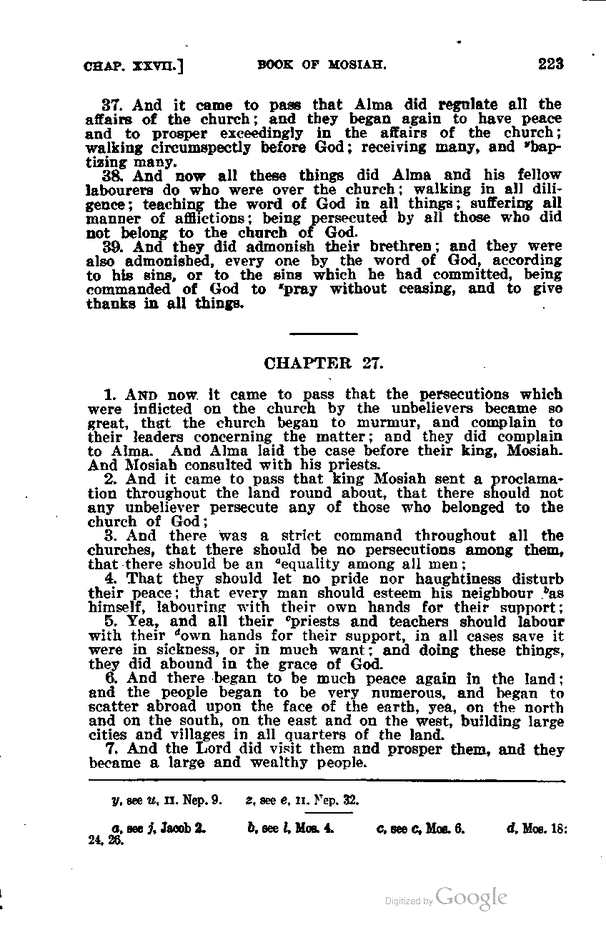 CHAP. XXVII.] BOOK OF MOSIAH. 223
37. And it came to pass that Alma did regulate all the
affairs of the church; and they began again to have peace
and to prosper exceedingly in the affairs of the church;
walking circumspectly before God; receiving many, and ʸbap-
tizing many.
38. And now all these things did Alma and his fellow
labourers do who were over the church; walking in all dili-
gence; teaching the word of God in all things; suffering all
manner of afflictions; being persecuted by all those who did
not belong to the church of God.
39. And they did admonish their brethren; and they were
also admonished, every one by the word of God, according
to his sins, or to the sins which he had committed, being
commanded of God to ᶻpray without ceasing, and to give
thanks in all things.
CHAPTER 27.
1. AND now it came to pass that the persecutions which
were inflicted on the church by the unbelievers became so
great, that the church began to murmur, and complain to
their leaders concerning the matter; and they did complain
to Alma. And Alma laid the case before their king, Mosiah.
And Mosiah consulted with his priests.
2. And it came to pass that king Mosiah sent a proclama-
tion throughout the land round about, that there should not
any unbeliever persecute any of those who belonged to the
church of God;
3. And there was a strict command throughout all the
churches, that there should be no persecutions among them,
that there should be an ᵃequality among all men;
4. That they should let no pride nor haughtiness disturb
their peace; that every man should esteem his neighbour ᵇas
himself, labouring with their own hands for their support;
5. Yea, and all their ᶜpriests and teachers should labour
with their ᵈown hands for their support, in all cases save it
were in sickness, or in much want; and doing these things,
they did abound in the grace of God.
6. And there began to be much peace again in the land;
and the people began to be very numerous, and began to
scatter abroad upon the face of the earth, yea, on the north
and on the south, on the east and on the west, building large
cities and villages in all quarters of the land.
7. And the Lord did visit them and prosper them, and they
became a large and wealthy people.
y, see u, II. Nep. 9. z, see e, II. Nep. 32.
a, see j, Jacob 2. b, see l, Mos. 4. c, see c, Mos. 6. d, Mos. 18:
24, 26.
Digitized by Google